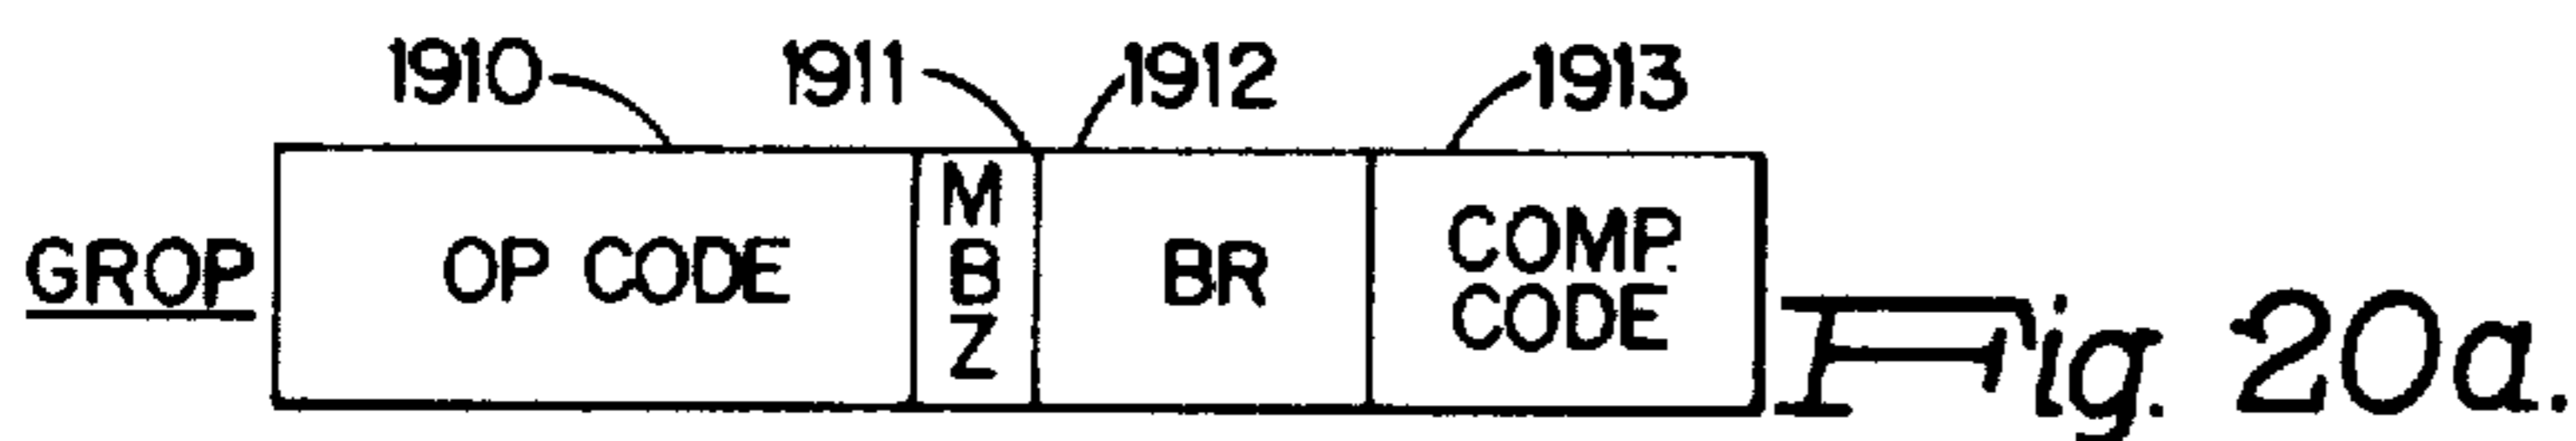 1910 1911 1912 1913
GROP
OP CODE
M
B
Z
BR
COMP.
CODE
Fig. 20a.